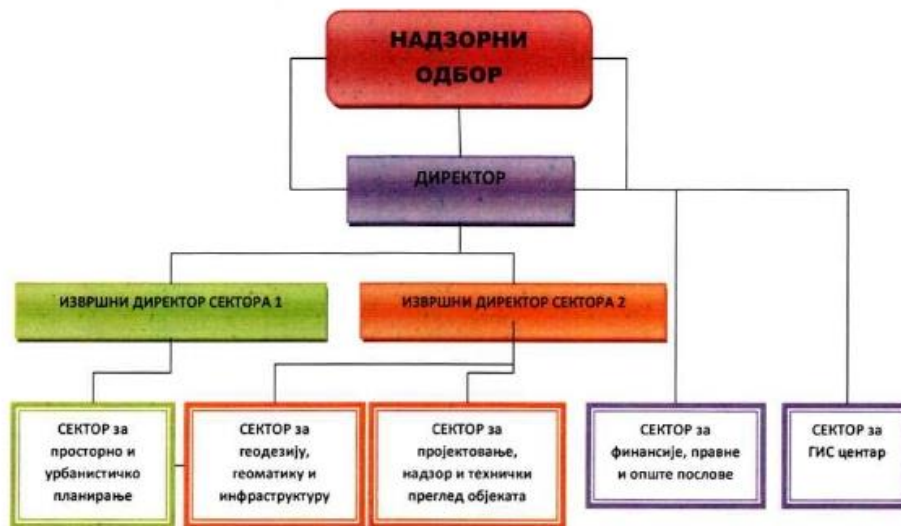 НАДЗОРНИ
ОДБОР
ДИРЕКТОР
ИЗВРШНИ ДИРЕКТОР СЕКТОРА 1
ИЗВРШНИ ДИРЕКТОР СЕКТОРА 2
СЕКТОР за
просторно и
урбанистичко
планирање
СЕКТОР за
геодезију,
геоматику и
инфраструктуру
СЕКТОР за
пројектовање,
надзор и технички
преглед објеката
СЕКТОР за
финансије, правне
и опште послове
СЕКТОР за
ГИС центар